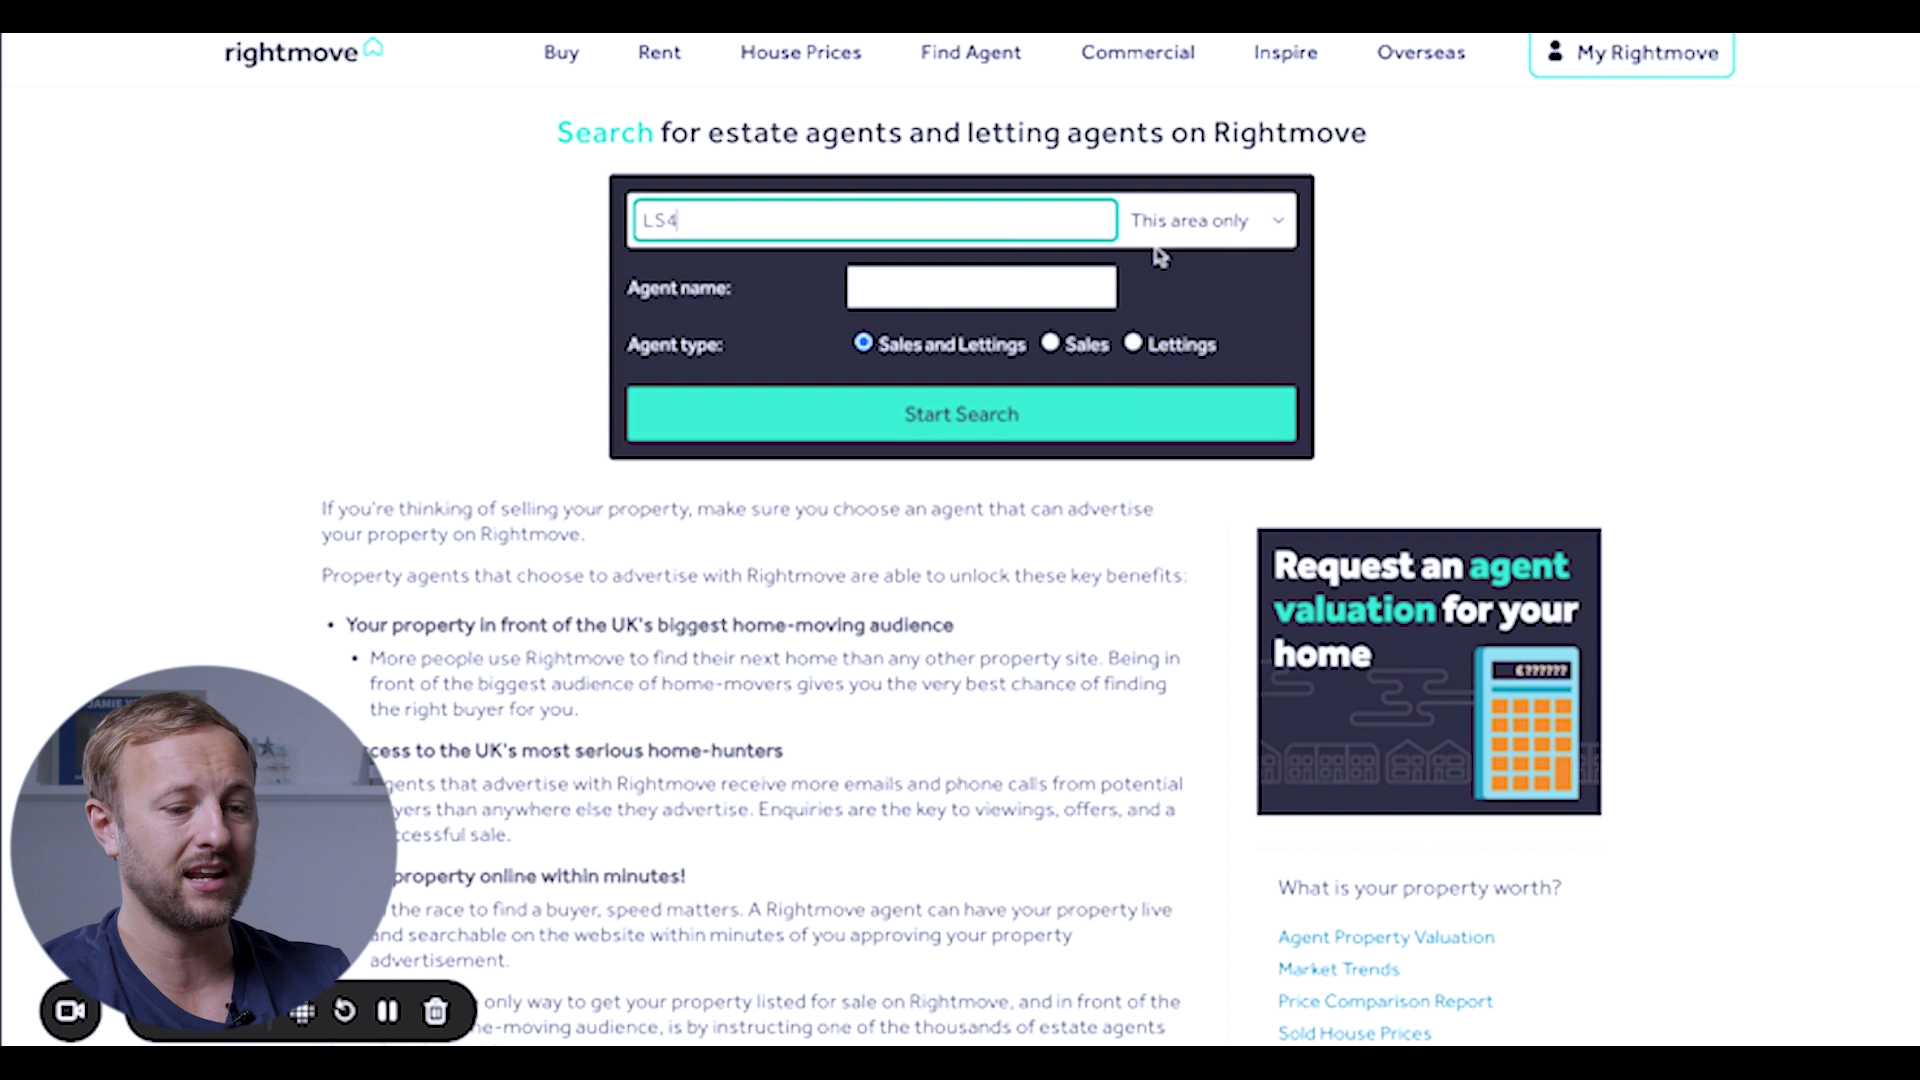 rightmove
Buy
Rent
House Prices
Find Agent
Commercial
Inspire
Overseas
My Rightmove
Search for estate agents and letting agents on Rightmove
LS4
This area only
Agent name:
Agent type:
Sales and Lettings
Sales
Lettings
Start Search
If you're thinking of selling your property, make sure you choose an agent that can advertise
your property on Rightmove.
Property agents that choose to advertise with Rightmove are able to unlock these key benefits:
• Your property in front of the UK's biggest home-moving audience
• More people use Rightmove to find their next home than any other property site. Being in
front of the biggest audience of home-movers gives you the very best chance of finding
the right buyer for you.
cess to the UK's most serious home-hunters
gents that advertise with Rightmove receive more emails and phone calls from potential
yers than anywhere else they advertise. Enquiries are the key to viewings, offers, and a
ccessful sale.
property online within minutes!
the race to find a buyer, speed matters. A Rightmove agent can have your property live
and searchable on the website within minutes of you approving your property
advertisement.
only way to get your property listed for sale on Rightmove, and in front of the
me-moving audience, is by instructing one of the thousands of estate agents
Request an agent
valuation for your
home
£??????
What is your property worth?
Agent Property Valuation
Market Trends
Price Comparison Report
Sold House Prices
JAMIE